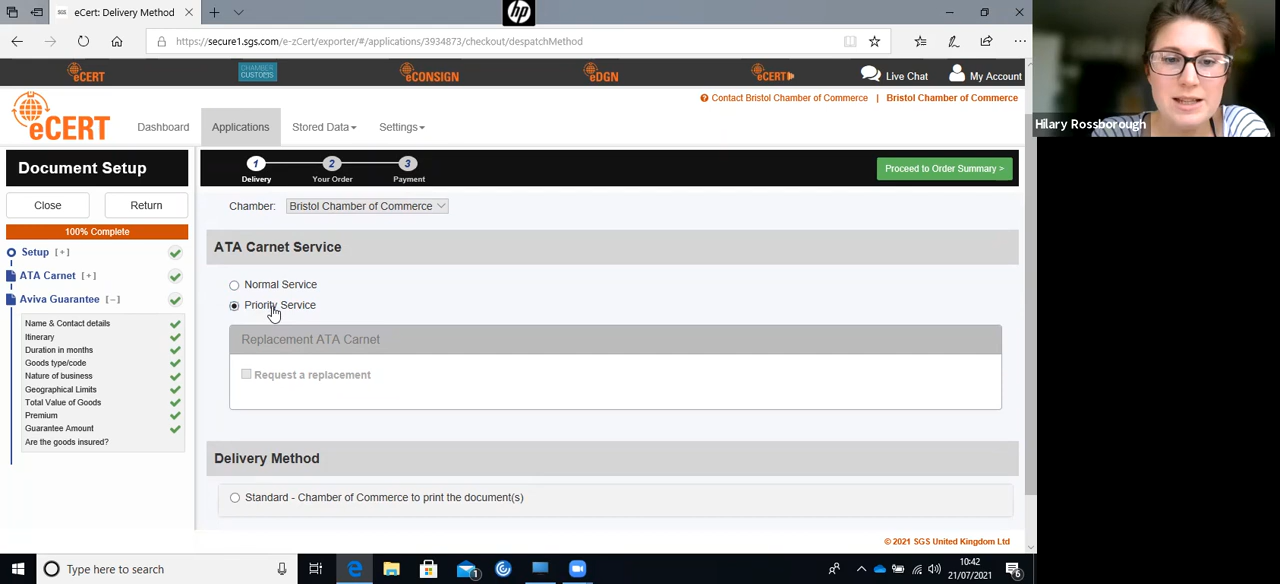 eCert: Delivery Method
hp
https://secure1.sgs.com/e-zCert/exporter/#/applications/3934873/checkout/despatchMethod
eCERT
CHAMBER CUSTOMS
eCONSIGN
eDGN
eCERT
Live Chat
My Account
Contact Bristol Chamber of Commerce | Bristol Chamber of Commerce
eCERT
Dashboard
Applications
Stored Data
Settings
Document Setup
1
2
3
Delivery
Your Order
Payment
Proceed to Order Summary >
Close
Return
100% Complete
Setup [+]
ATA Carnet [+]
Aviva Guarantee [–]
Name & Contact details
Itinerary
Duration in months
Goods type/code
Nature of business
Geographical Limits
Total Value of Goods
Premium
Guarantee Amount
Are the goods insured?
Chamber: Bristol Chamber of Commerce
ATA Carnet Service
Normal Service
Priority Service
Replacement ATA Carnet
Request a replacement
Delivery Method
Standard - Chamber of Commerce to print the document(s)
© 2021 SGS United Kingdom Ltd
Hilary Rossborough
Type here to search
1
10:42
21/07/2021
6